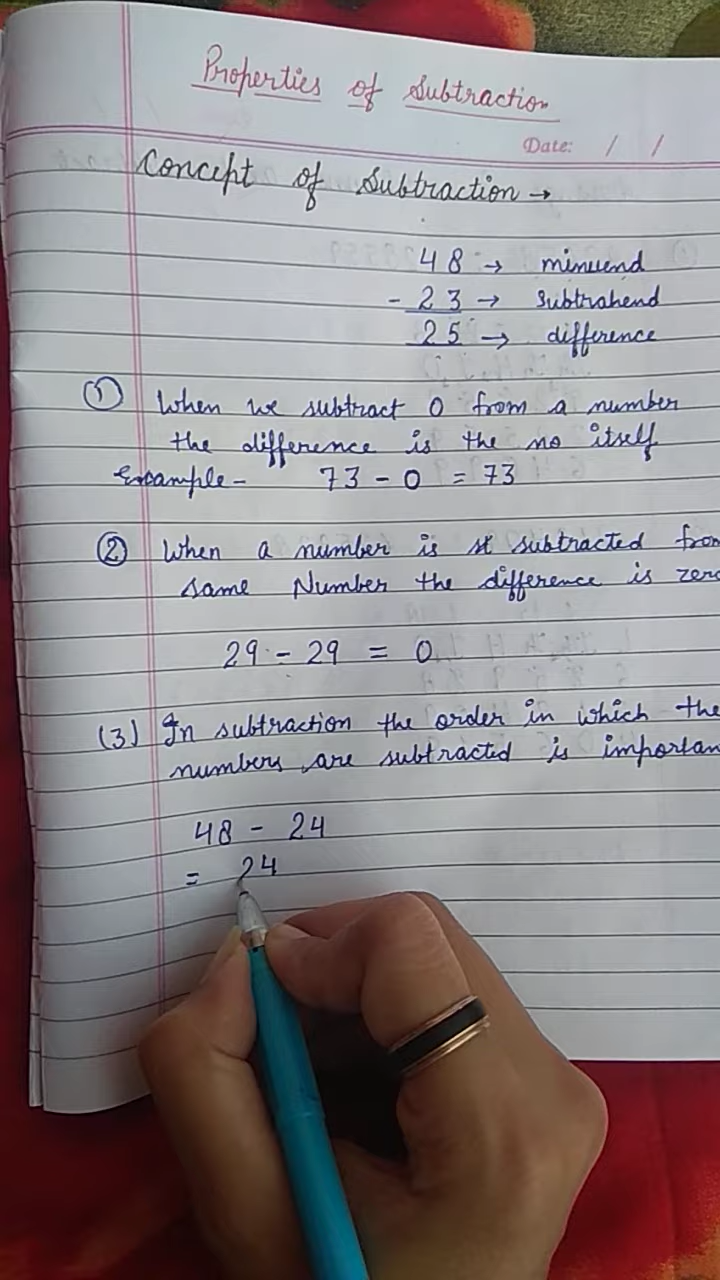 Properties of Subtraction
Date: / /
Concept of Subtraction →
48 → minuend
- 23 → Subtrahend
25 → difference
① When we subtract 0 from a number
the difference is the no itself
Example - 73 - 0 = 73
② When a number is st subtracted from
same Number the difference is zero
29 - 29 = 0
(3) In subtraction the order in which the
numbers are subtracted is importan
48 - 24
= 24